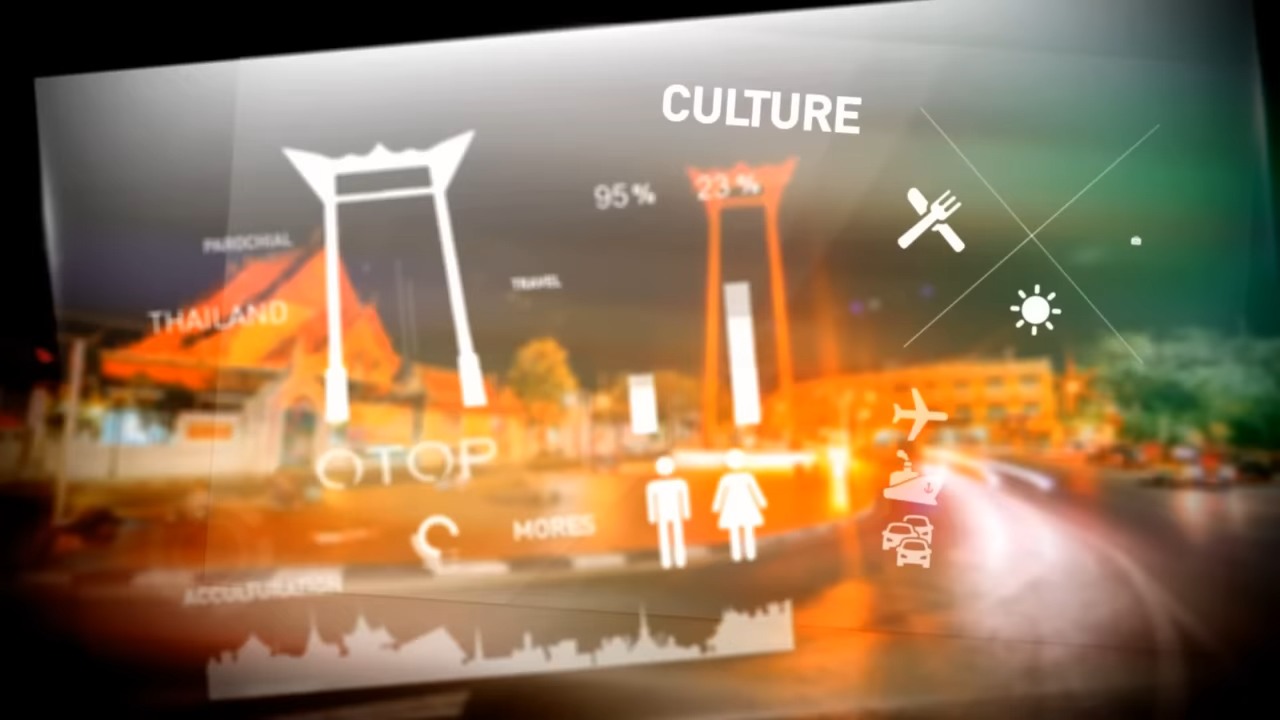 CULTURE
95% 23%
PAROCHIAL
TRAVEL
THAILAND
OTOP
MORES
ACCULTURATION